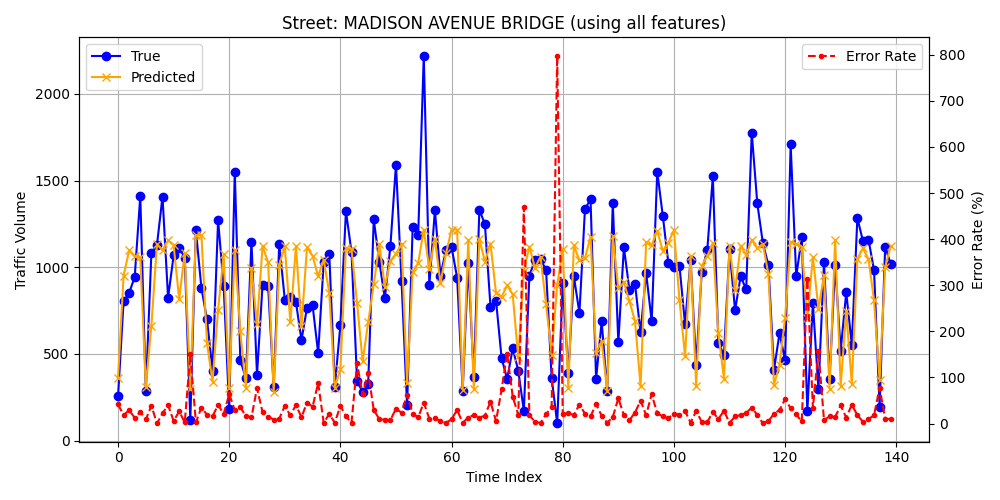 Street: MADISON AVENUE BRIDGE (using all features)
True
Predicted
Error Rate
Traffic Volume
2000
1500
1000
500
0
800
700
600
500
400
300
200
100
0
Error Rate (%)
0 20 40 60 80 100 120 140
Time Index